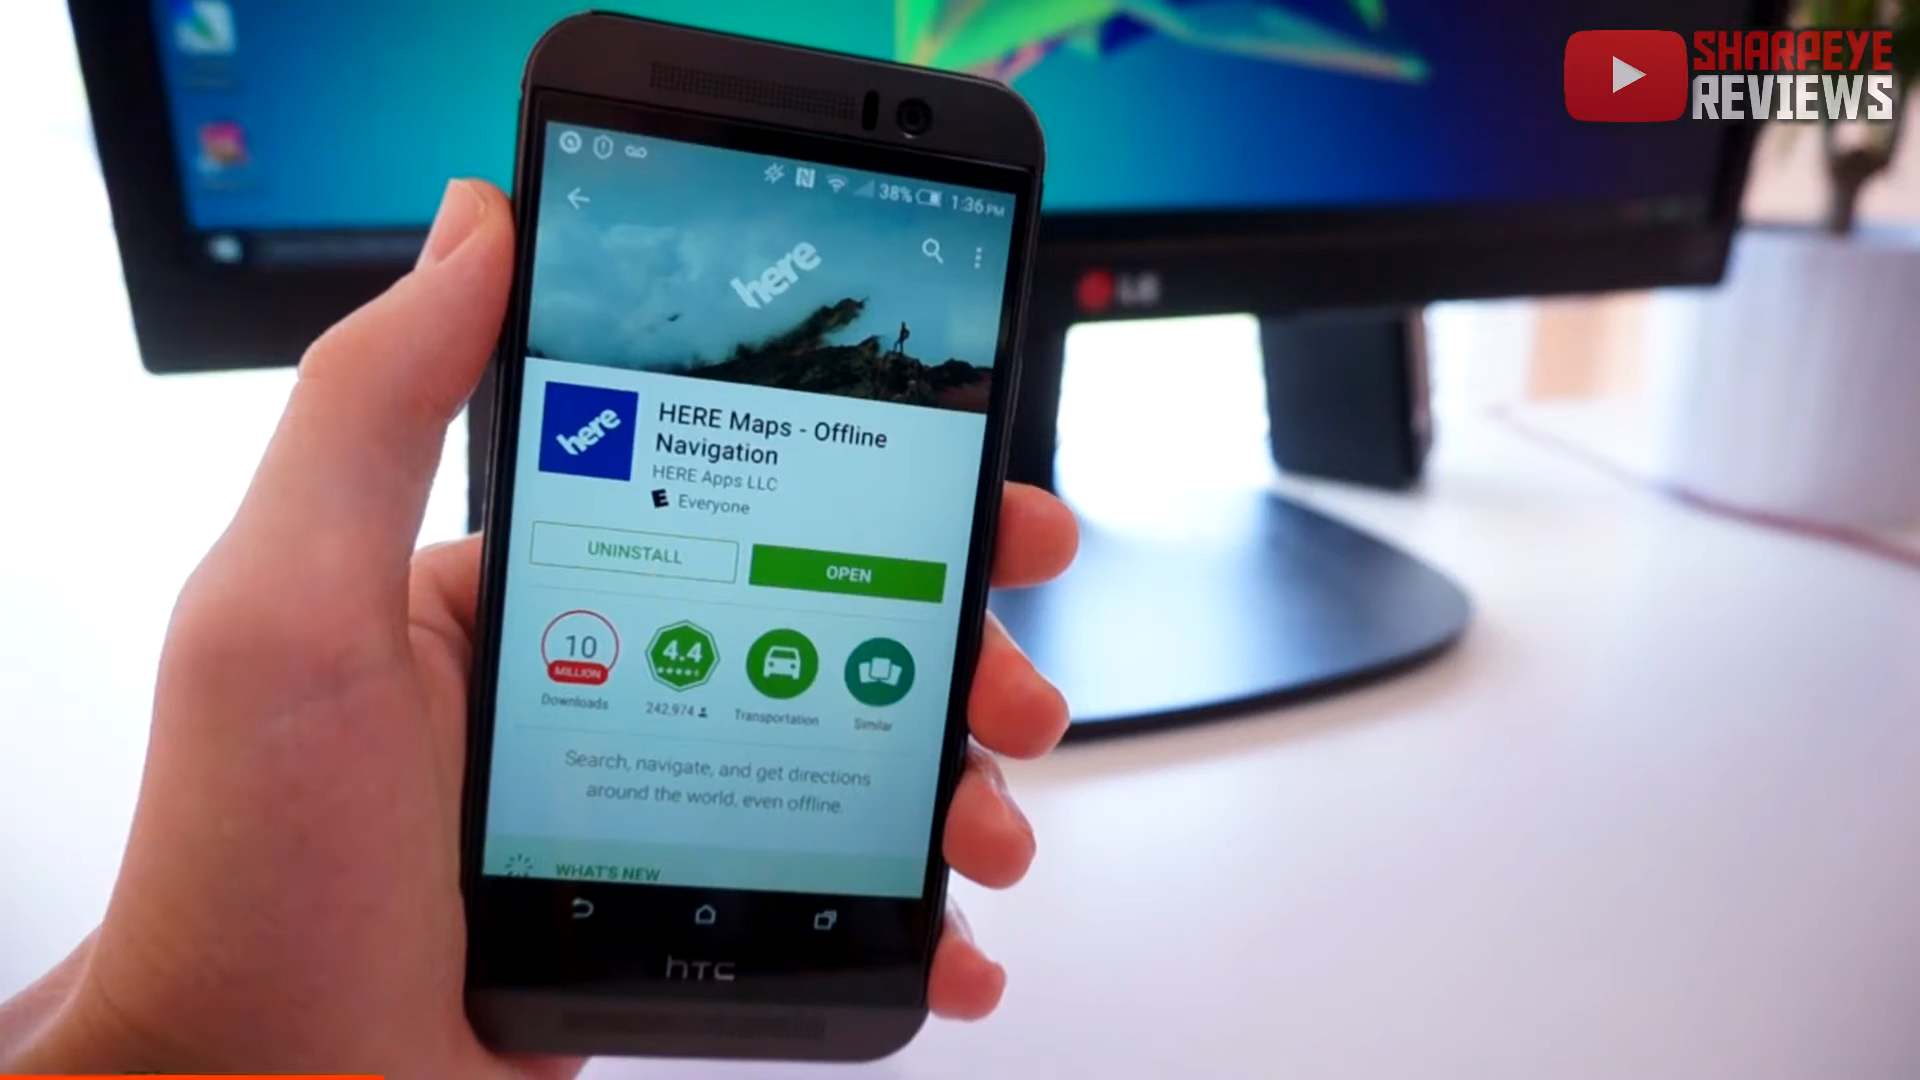 SHARPEYE
REVIEWS
38% 1:36 PM
here
here
HERE Maps - Offline
Navigation
HERE Apps LLC
E Everyone
UNINSTALL
OPEN
10
MILLION
Downloads
4.4
242,974
Transportation
Similar
Search, navigate, and get directions
around the world, even offline.
WHAT'S NEW
hTC
LG